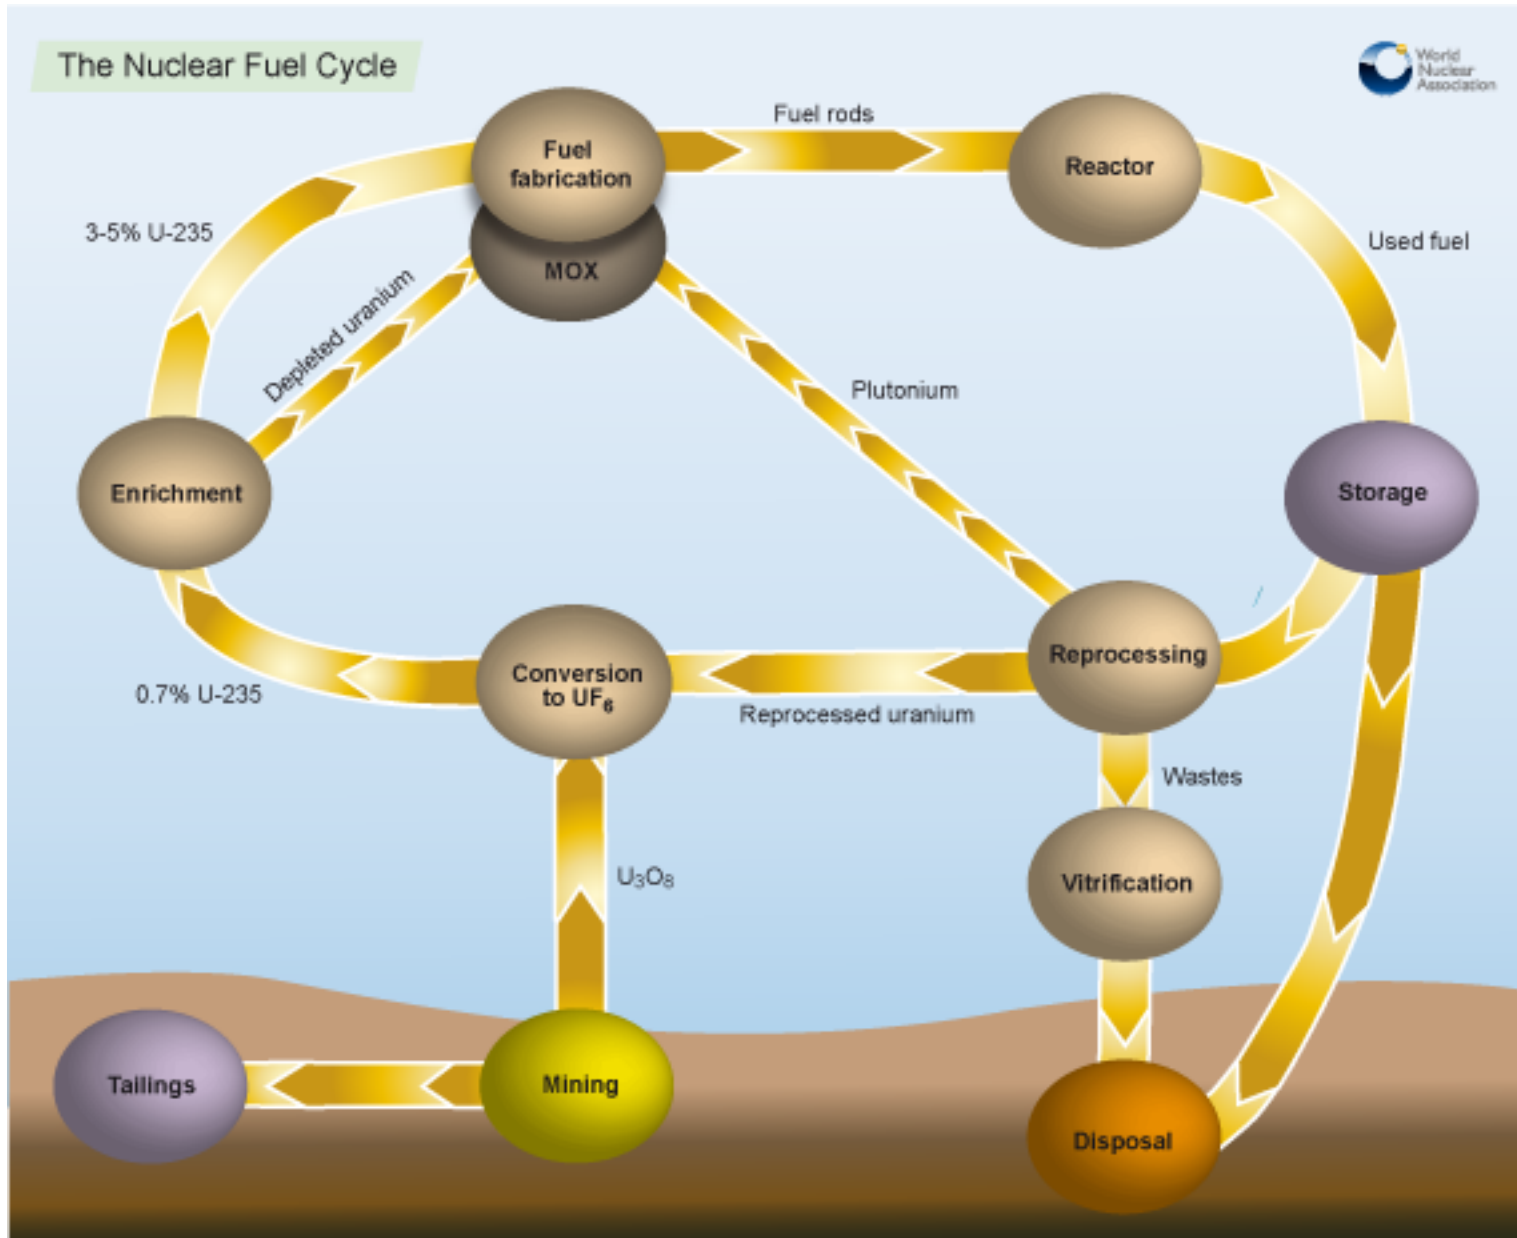 The Nuclear Fuel Cycle
World
Nuclear
Association
Fuel rods
Fuel
fabrication
Reactor
3-5% U-235
Used fuel
MOX
Depleted uranium
Plutonium
Enrichment
Storage
Reprocessing
Conversion
to UF₆
0.7% U-235
Reprocessed uranium
Wastes
U₃O₈
Vitrification
Tailings
Mining
Disposal